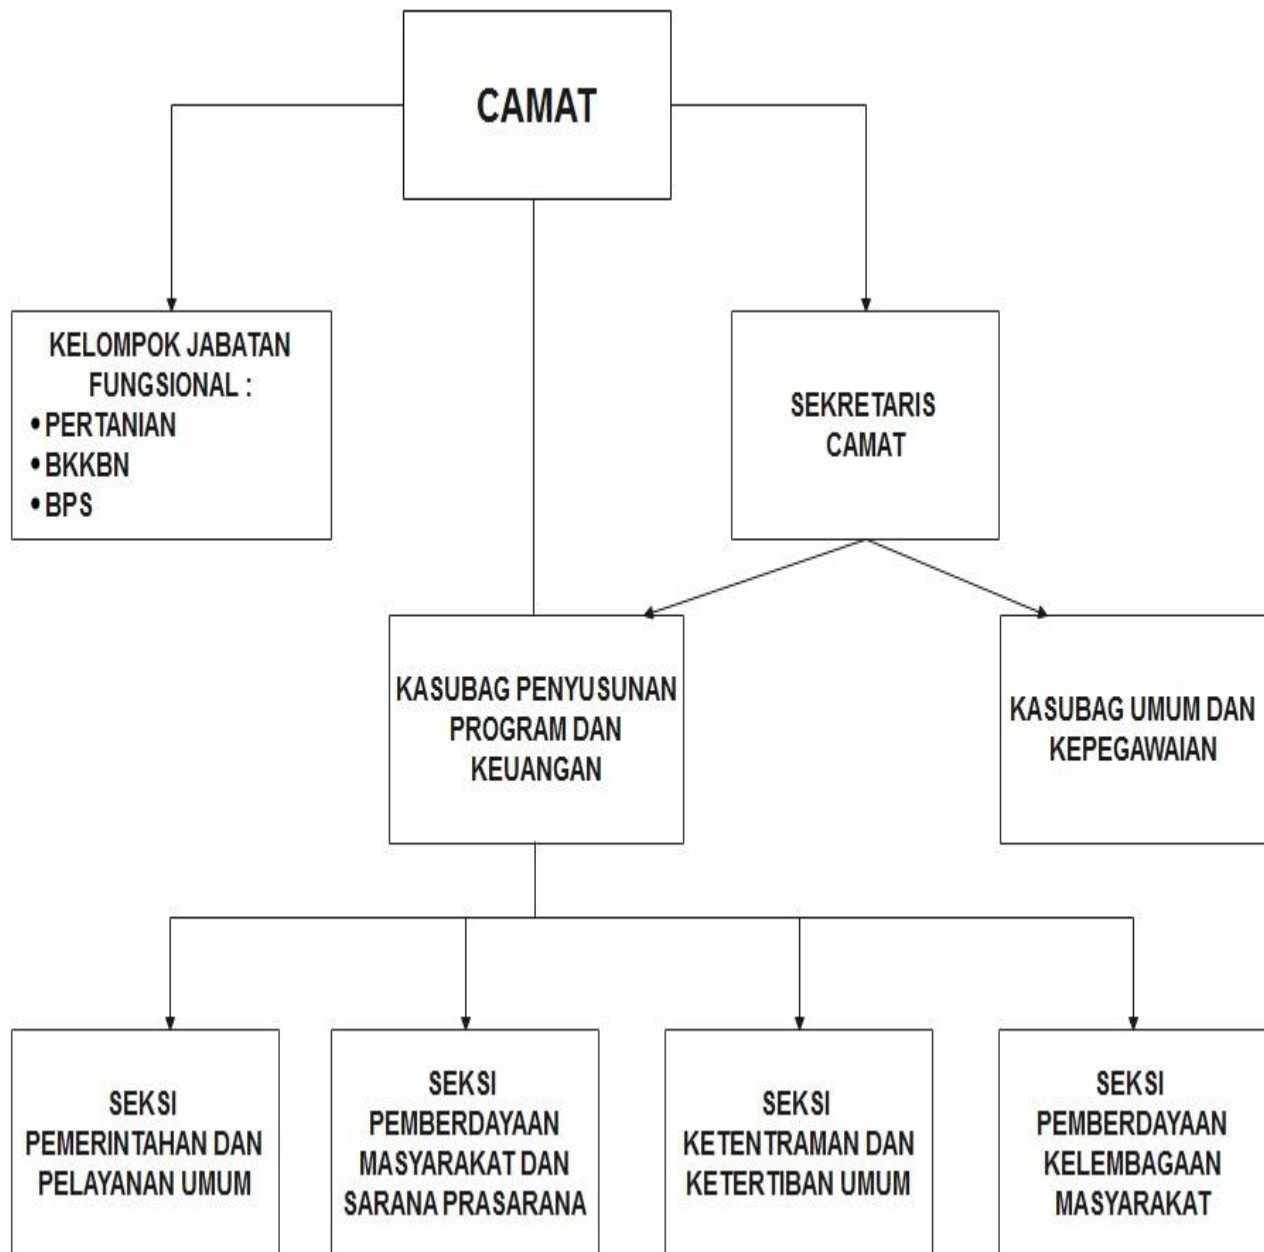 CAMAT
KELOMPOK JABATAN
FUNGSIONAL :
• PERTANIAN
• BKKBN
• BPS
SEKRETARIS
CAMAT
KASUBAG PENYUSUNAN
PROGRAM DAN
KEUANGAN
KASUBAG UMUM DAN
KEPEGAWAIAN
SEKSI
PEMERINTAHAN DAN
PELAYANAN UMUM
SEKSI
PEMBERDAYAAN
MASYARAKAT DAN
SARANA PRASARANA
SEKSI
KETENTRAMAN DAN
KETERTIBAN UMUM
SEKSI
PEMBERDAYAAN
KELEMBAGAAN
MASYARAKAT